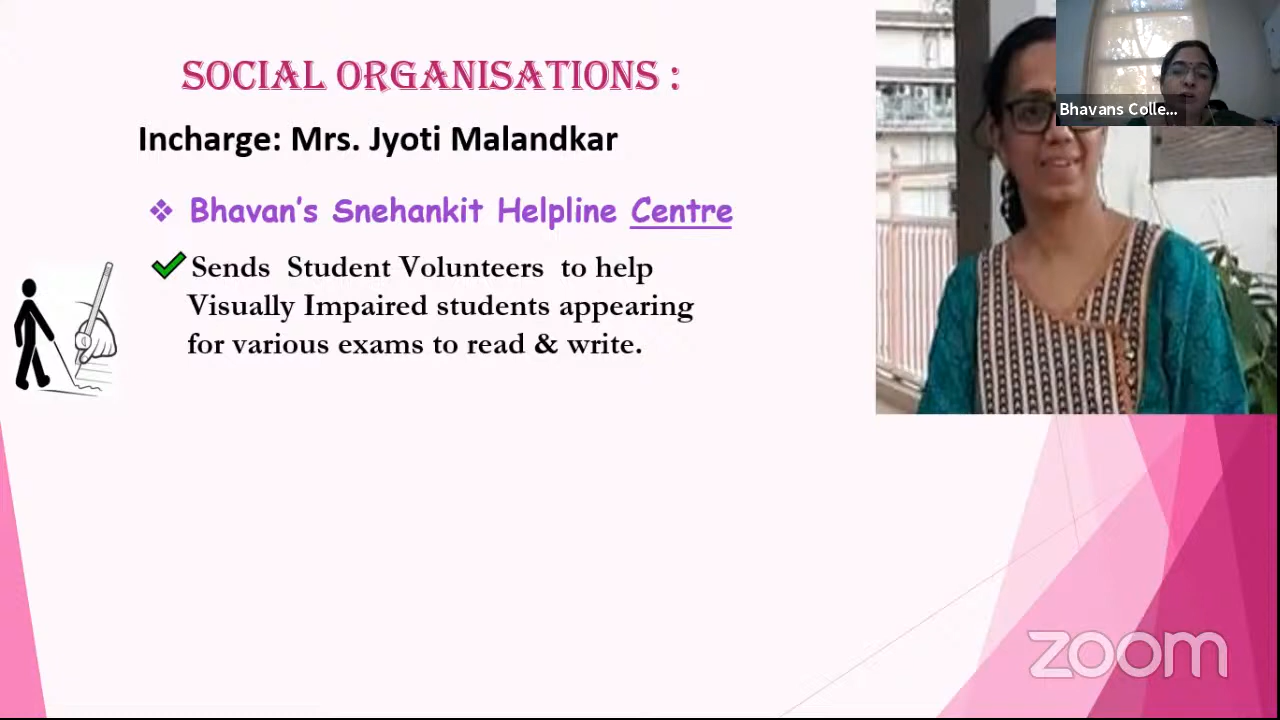 SOCIAL ORGANISATIONS :
Incharge: Mrs. Jyoti Malandkar
Bhavan's Snehankit Helpline Centre
Sends Student Volunteers to help
Visually Impaired students appearing
for various exams to read & write.
Bhavans Colle...
zoom